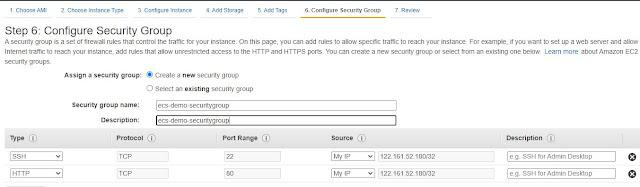 1. Choose AMI 2. Choose Instance Type 3. Configure Instance 4. Add Storage 5. Add Tags 6. Configure Security Group 7. Review
Step 6: Configure Security Group
A security group is a set of firewall rules that control the traffic for your instance. On this page, you can add rules to allow specific traffic to reach your instance. For example, if you want to set up a web server and allow
Internet traffic to reach your instance, add rules that allow unrestricted access to the HTTP and HTTPS ports. You can create a new security group or select from an existing one below. Learn more about Amazon EC2
security groups.
Assign a security group: Create a new security group
Select an existing security group
Security group name: ecs-demo-securitygroup
Description: ecs-demo-securitygroup
Type Protocol Port Range Source Description
SSH TCP 22 My IP 122.161.52.180/32 e.g. SSH for Admin Desktop
HTTP TCP 80 My IP 122.161.52.180/32 e.g. SSH for Admin Desktop